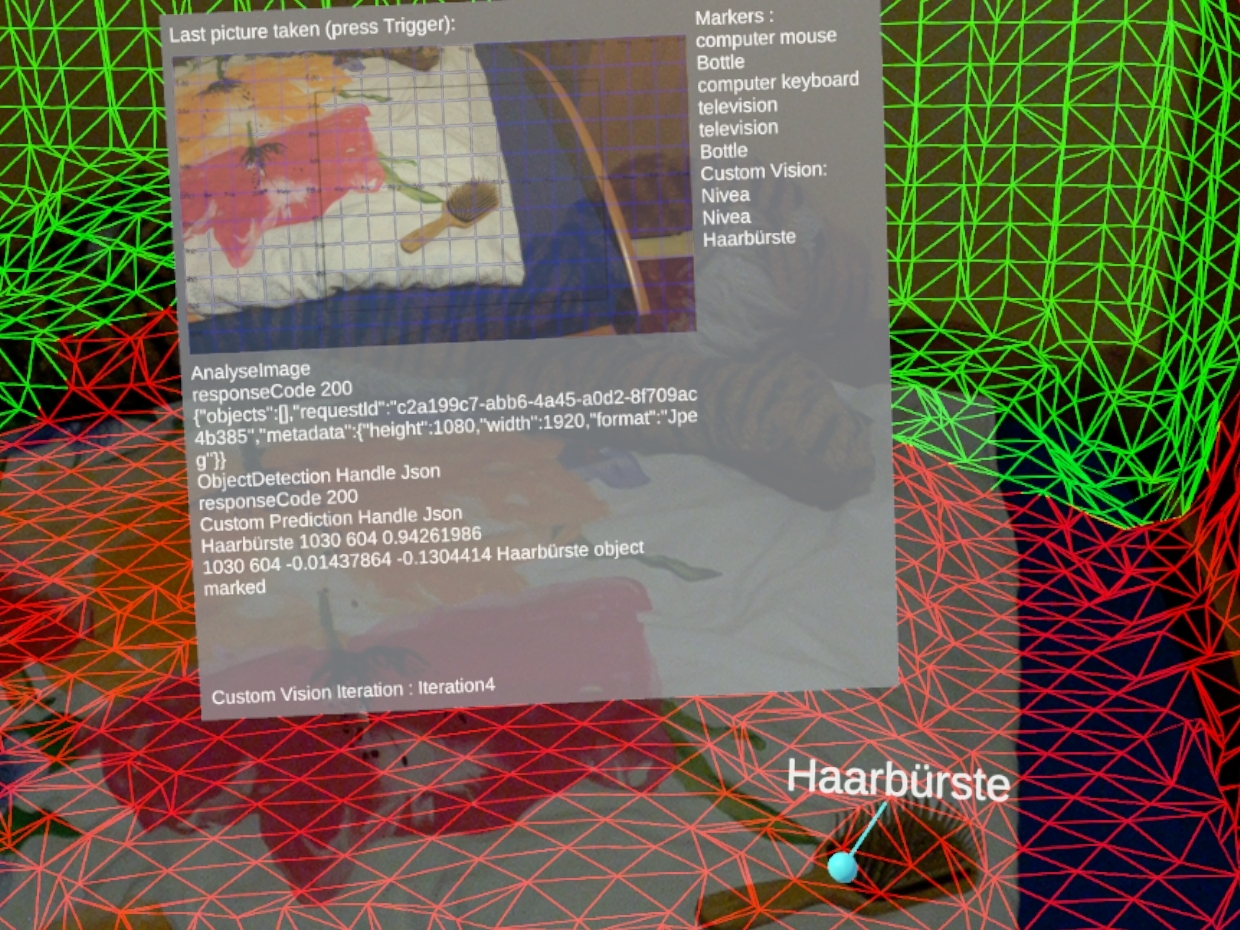 Last picture taken (press Trigger):
AnalyseImage
responseCode 200
{"objects":[],"requestId":"c2a199c7-abb6-4a45-a0d2-8f709ac
4b385","metadata":{"height":1080,"width":1920,"format":"Jpe
g"}}
ObjectDetection Handle Json
responseCode 200
Custom Prediction Handle Json
Haarbürste 1030 604 0.94261986
1030 604 -0.01437864 -0.1304414 Haarbürste object
marked
Custom Vision Iteration : Iteration4
Markers :
computer mouse
Bottle
computer keyboard
television
television
Bottle
Custom Vision:
Nivea
Nivea
Haarbürste
Haarbürste